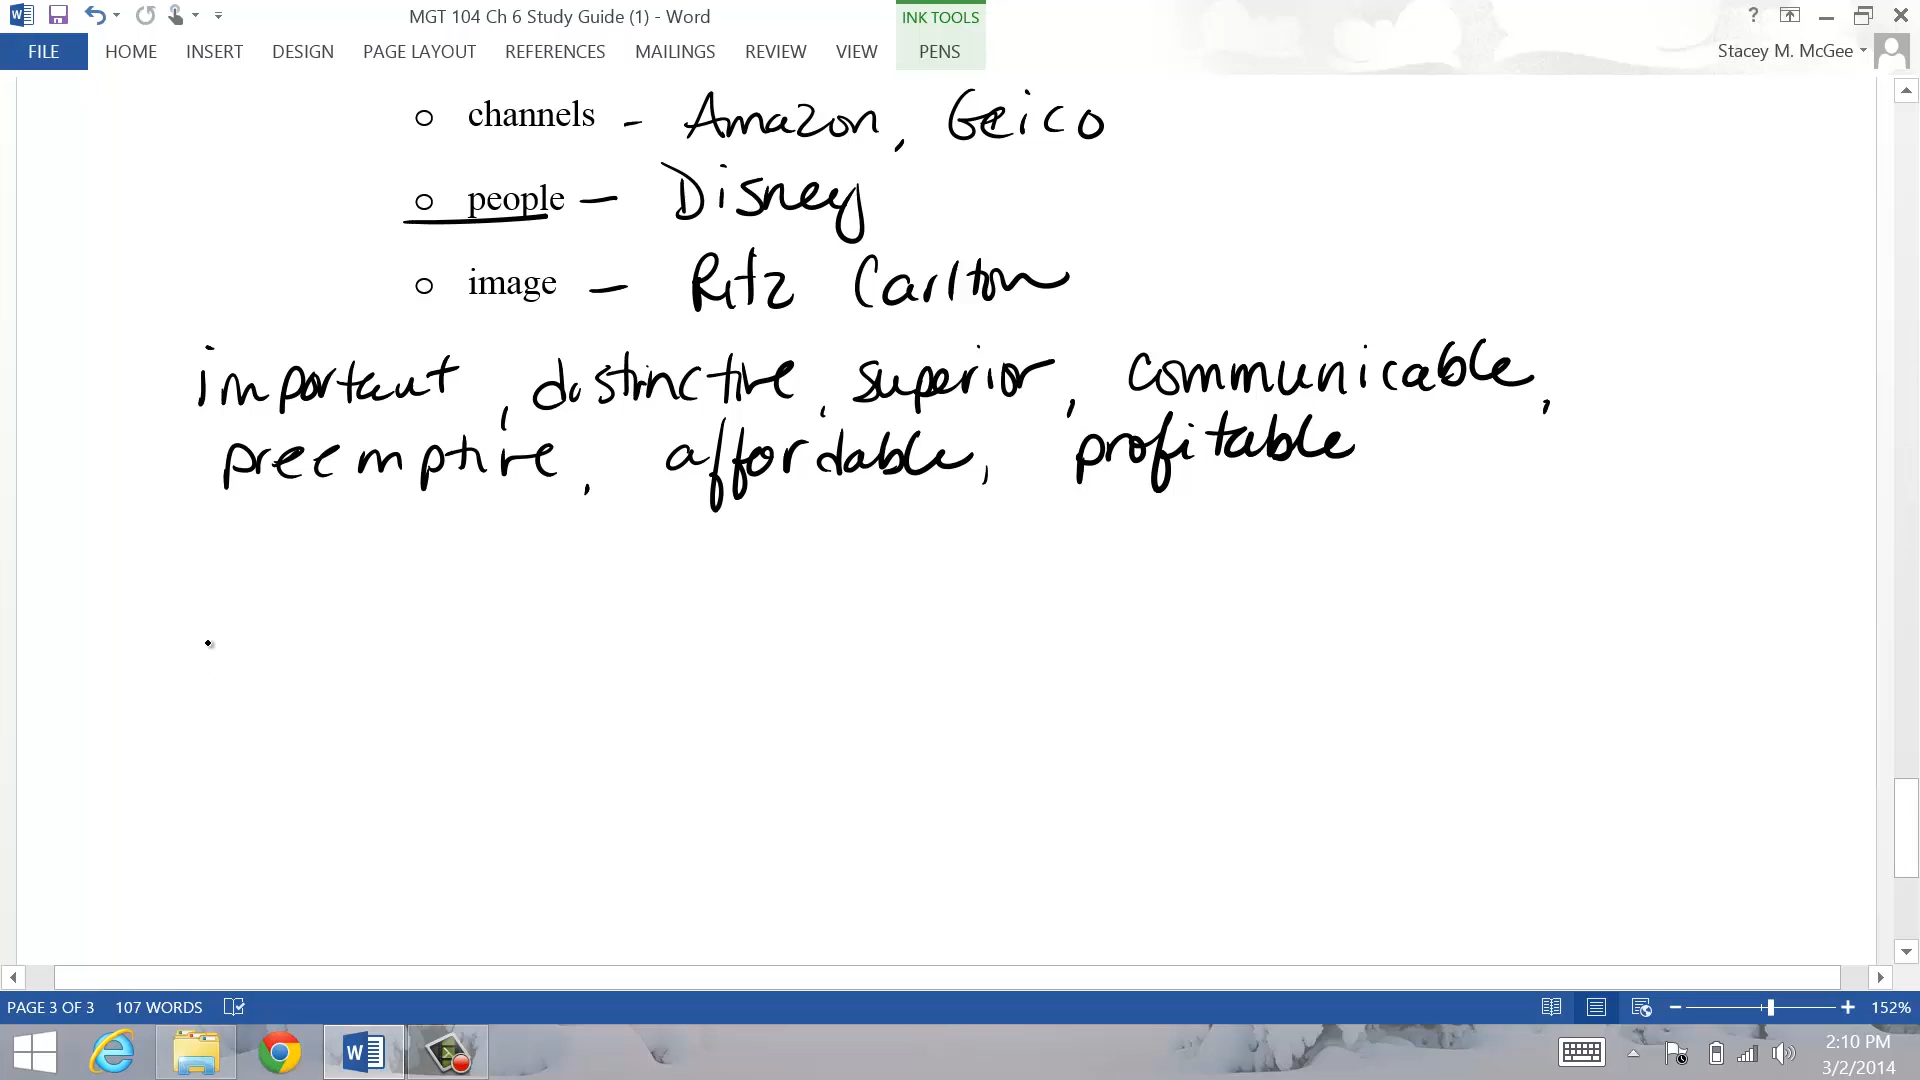 MGT 104 Ch 6 Study Guide (1) - Word
INK TOOLS
?
FILE HOME INSERT DESIGN PAGE LAYOUT REFERENCES MAILINGS REVIEW VIEW PENS
Stacey M. McGee
channels - Amazon, Geico
people - Disney
image - Ritz Carlton
important, distinctive, superior, communicable,
preemptive, affordable, profitable
PAGE 3 OF 3 107 WORDS
152%
2:10 PM
3/2/2014